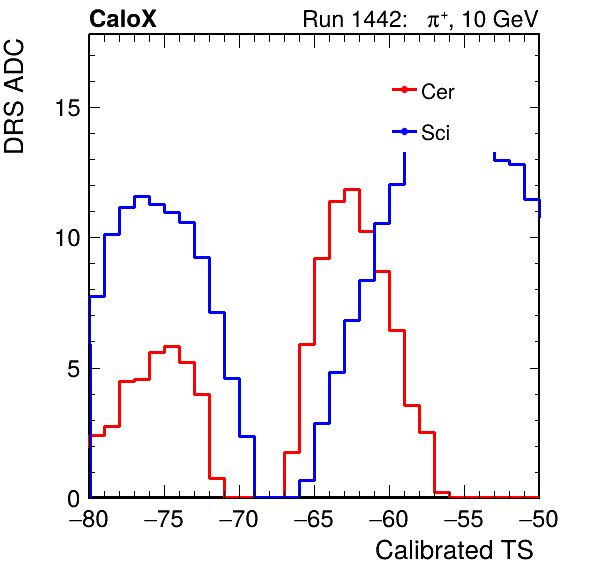 CaloX
Run 1442: π⁺, 10 GeV
DRS ADC
15
10
5
0
Cer
Sci
−80 −75 −70 −65 −60 −55 −50
Calibrated TS